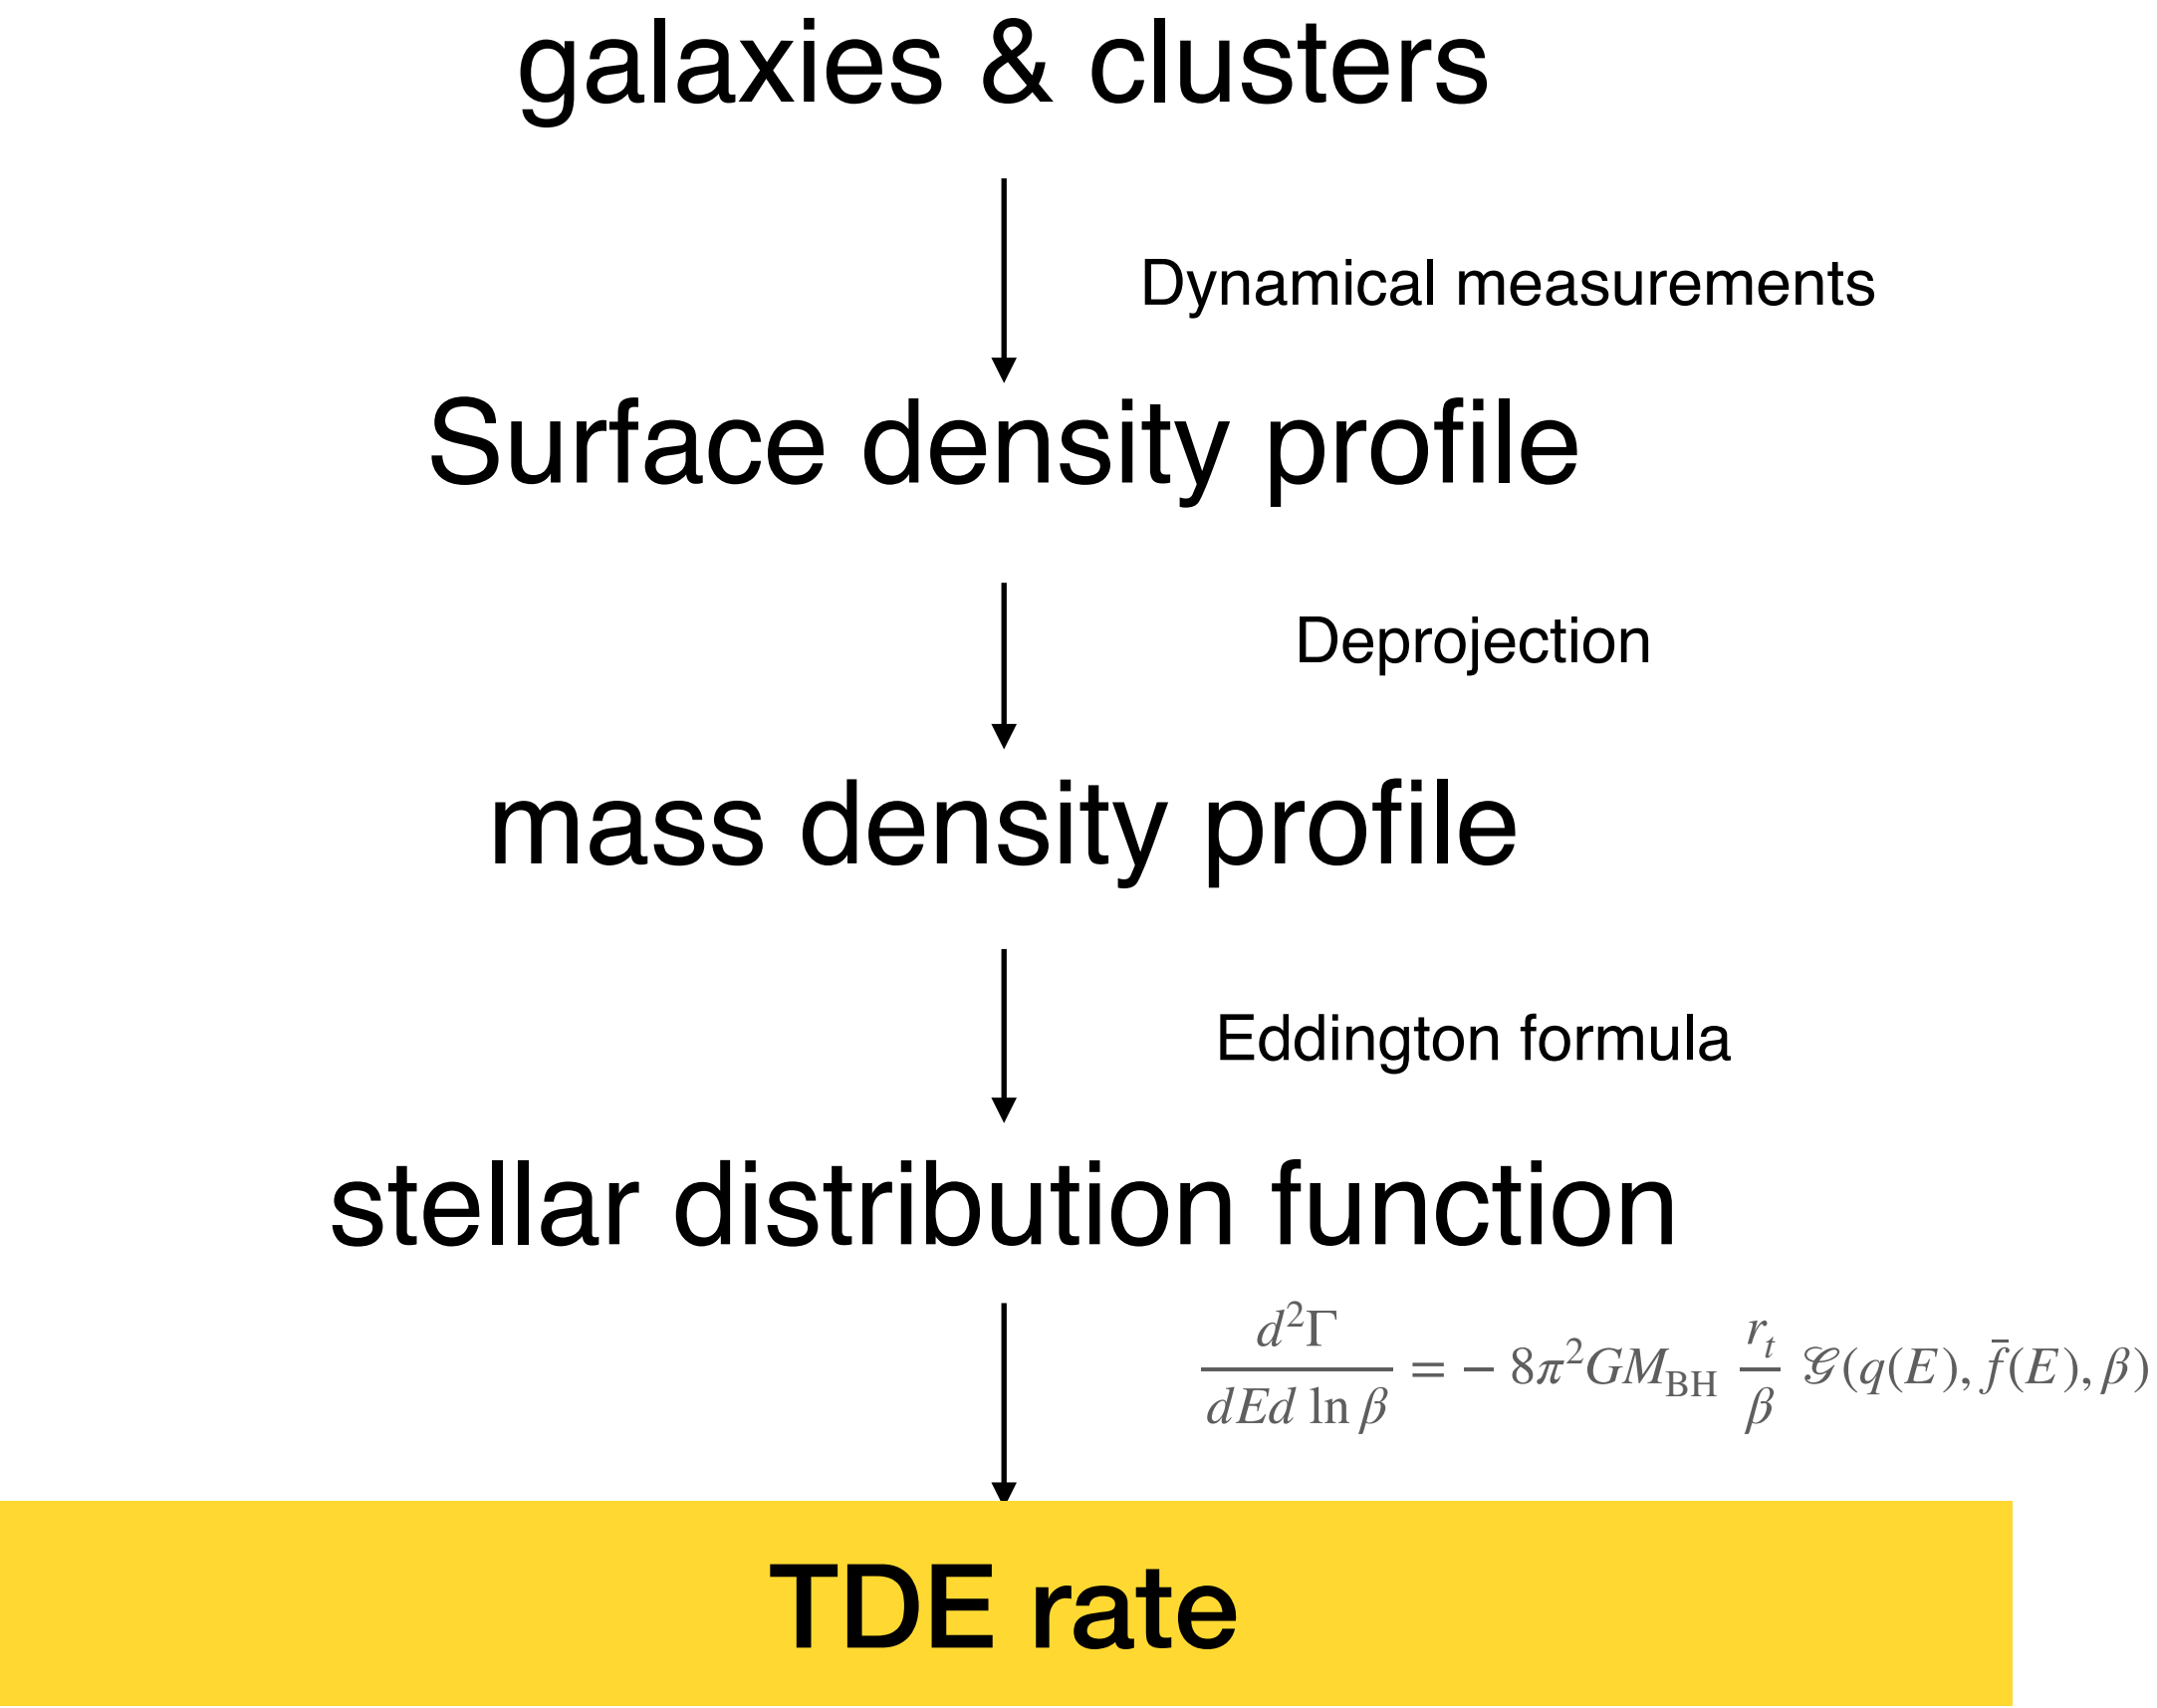 galaxies & clusters
Dynamical measurements
Surface density profile
Deprojection
mass density profile
Eddington formula
stellar distribution function
d²Γ / dEd ln β = − 8π²GM_BH r_t / β 𝒢(q(E), f̄(E), β)
TDE rate